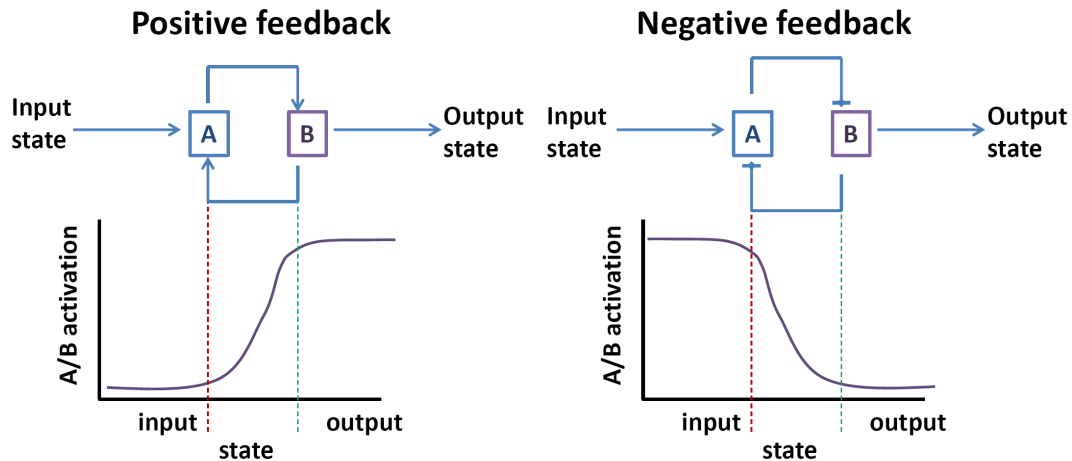 Positive feedback
Input
state
A
B
Output
state
A/B activation
input
output
state
Negative feedback
Input
state
A
B
Output
state
A/B activation
input
output
state